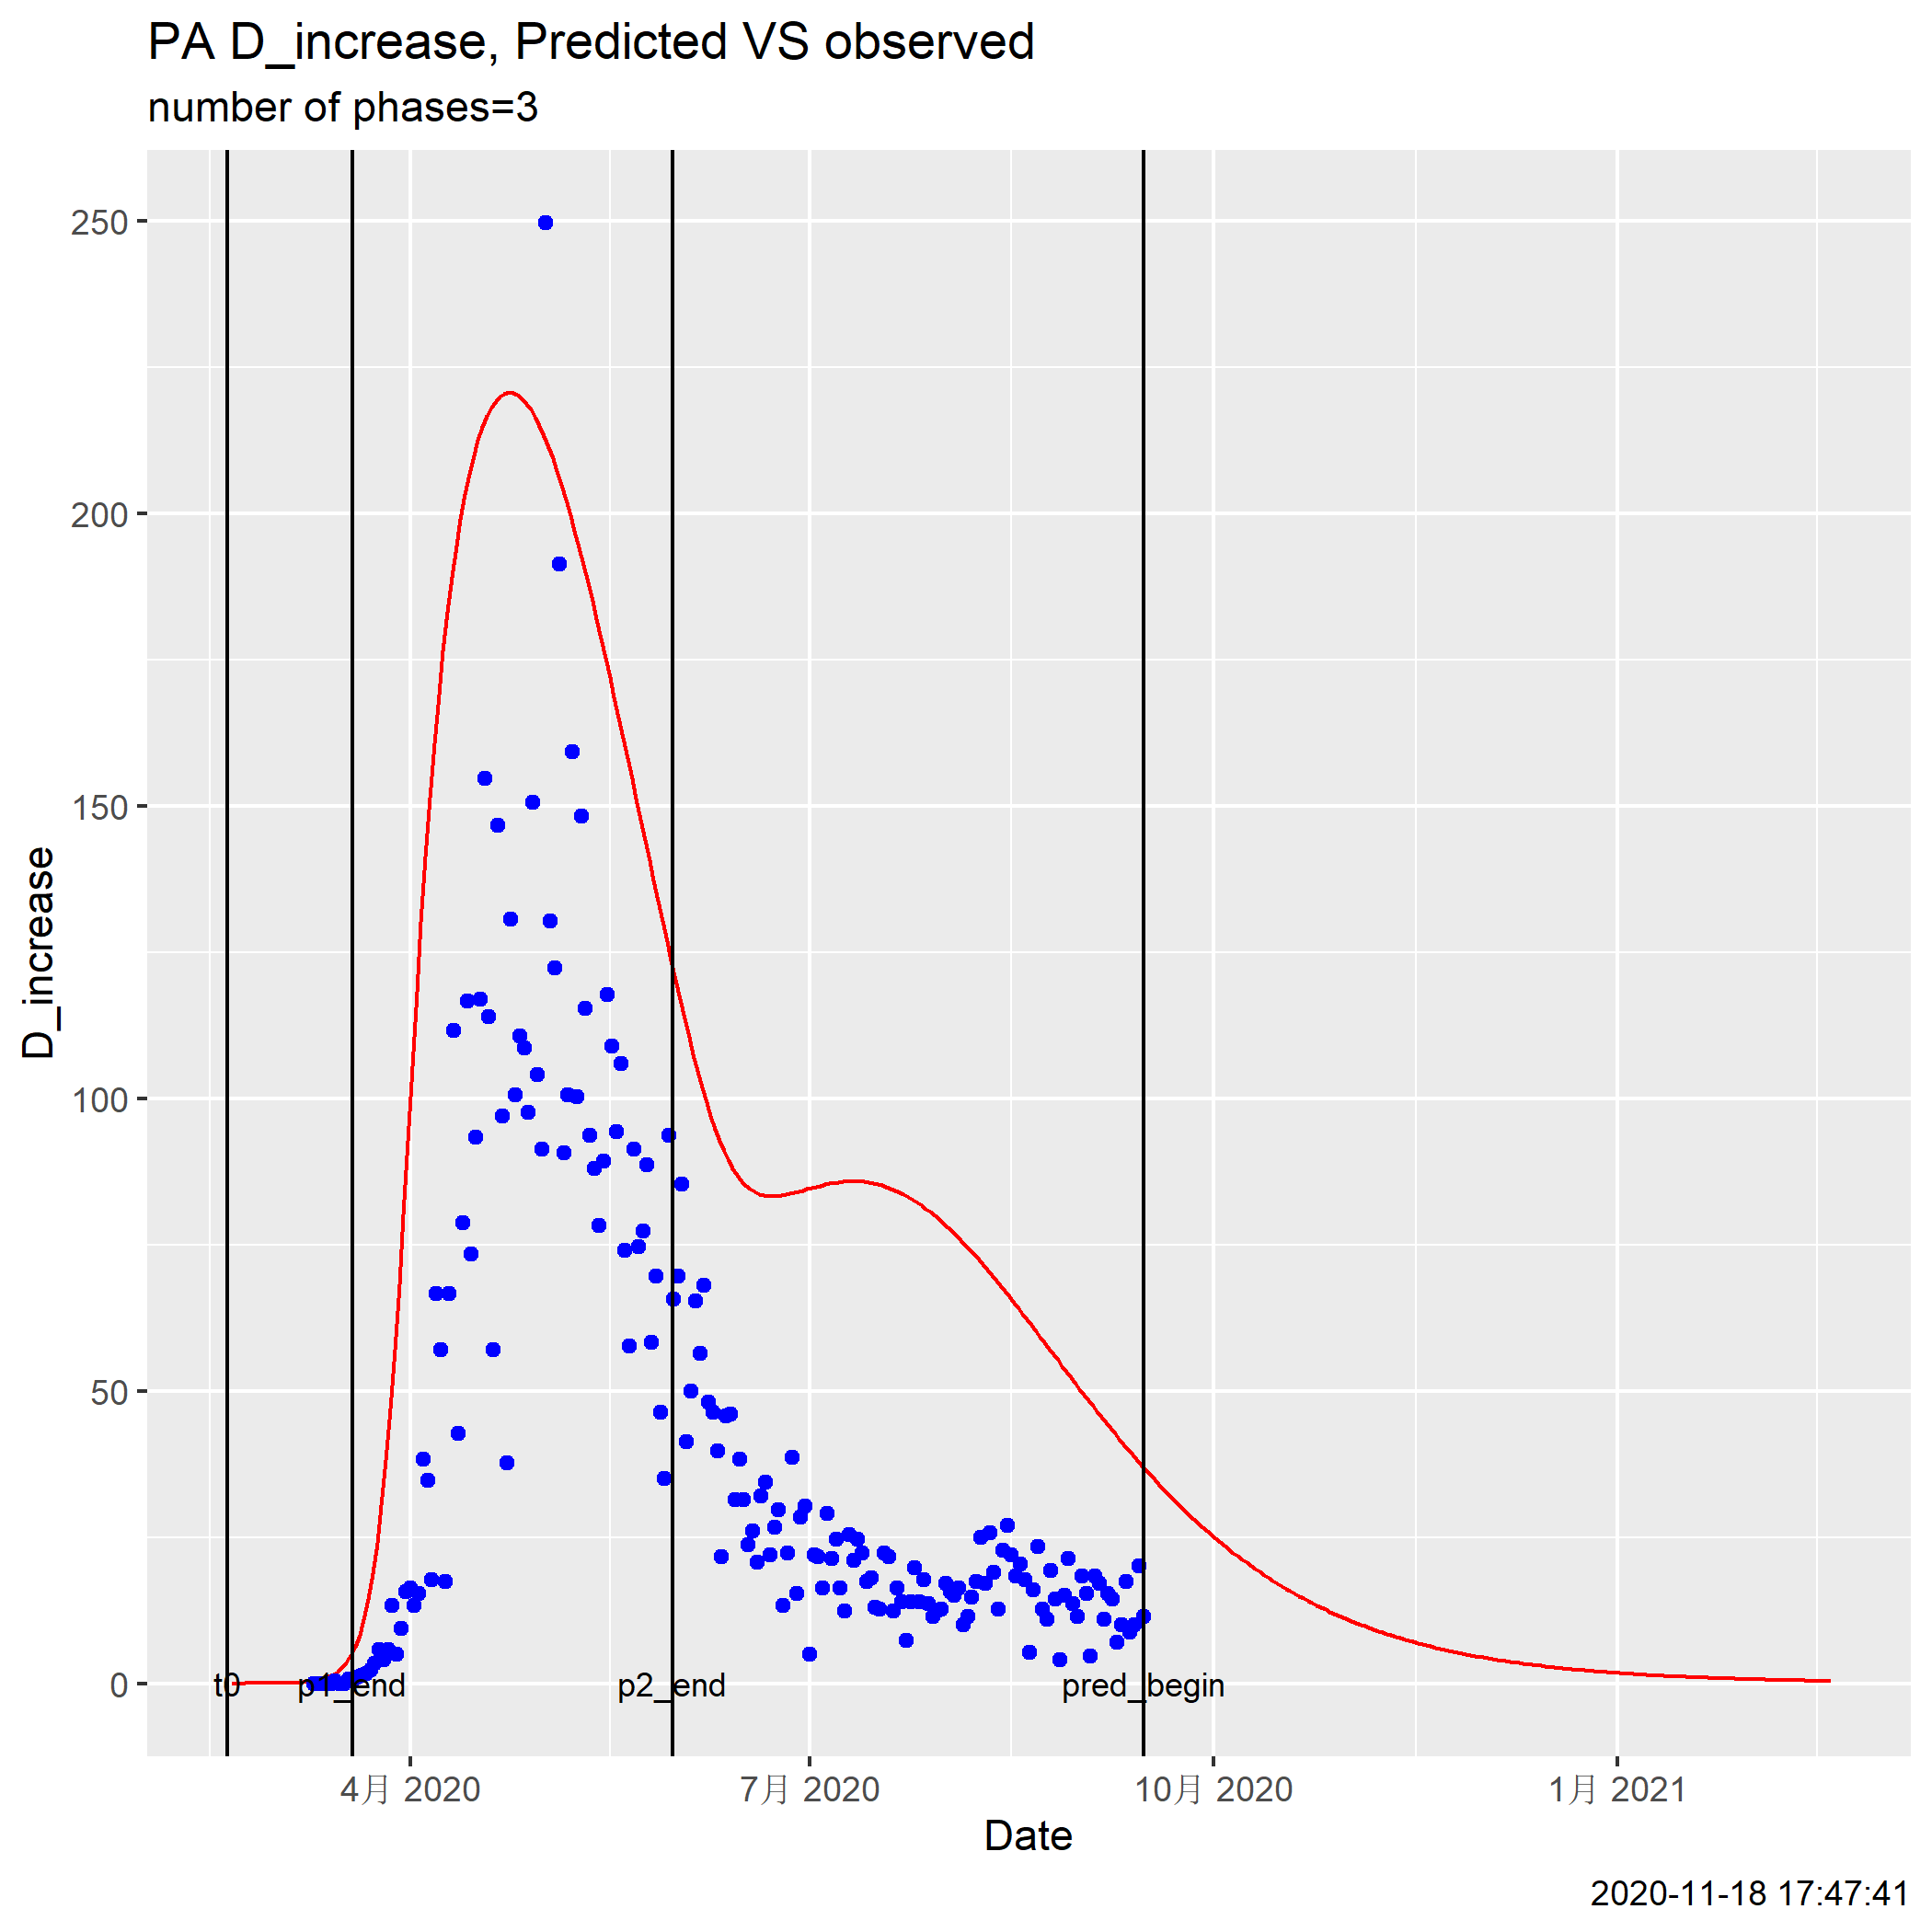 PA D_increase, Predicted VS observed
number of phases=3
D_increase
250
200
150
100
50
0
t0
p1_end
p2_end
pred_begin
4月 2020
7月 2020
10月 2020
1月 2021
Date
2020-11-18 17:47:41